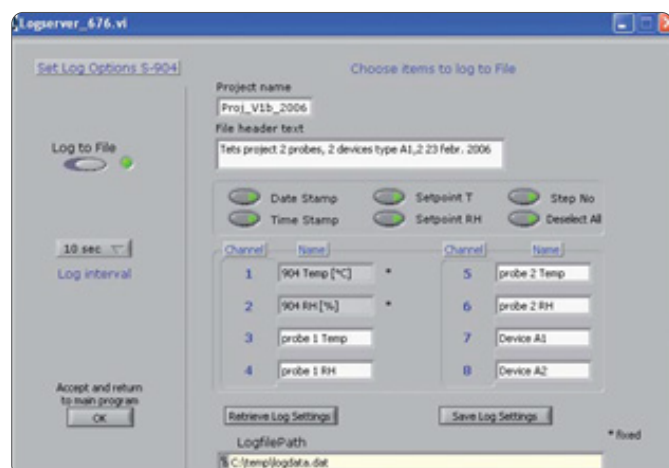 Logserver_676.vi
Set Log Options S-904
Choose items to log to File
Project name
Proj_V1b_2006
File header text
Tets project 2 probes, 2 devices type A1,2 23 febr. 2006
Log to File
Date Stamp
Setpoint T
Step No
Time Stamp
Setpoint RH
Deselect All
10 sec
Log interval
Channel Name
1 904 Temp [°C] *
2 904 RH [%] *
3 probe 1 Temp
4 probe 1 RH
Channel Name
5 probe 2 Temp
6 probe 2 RH
7 Device A1
8 Device A2
Accept and return
to main program
OK
Retrieve Log Settings
Save Log Settings
* fixed
LogfilePath
C:\temp\logdata.dat